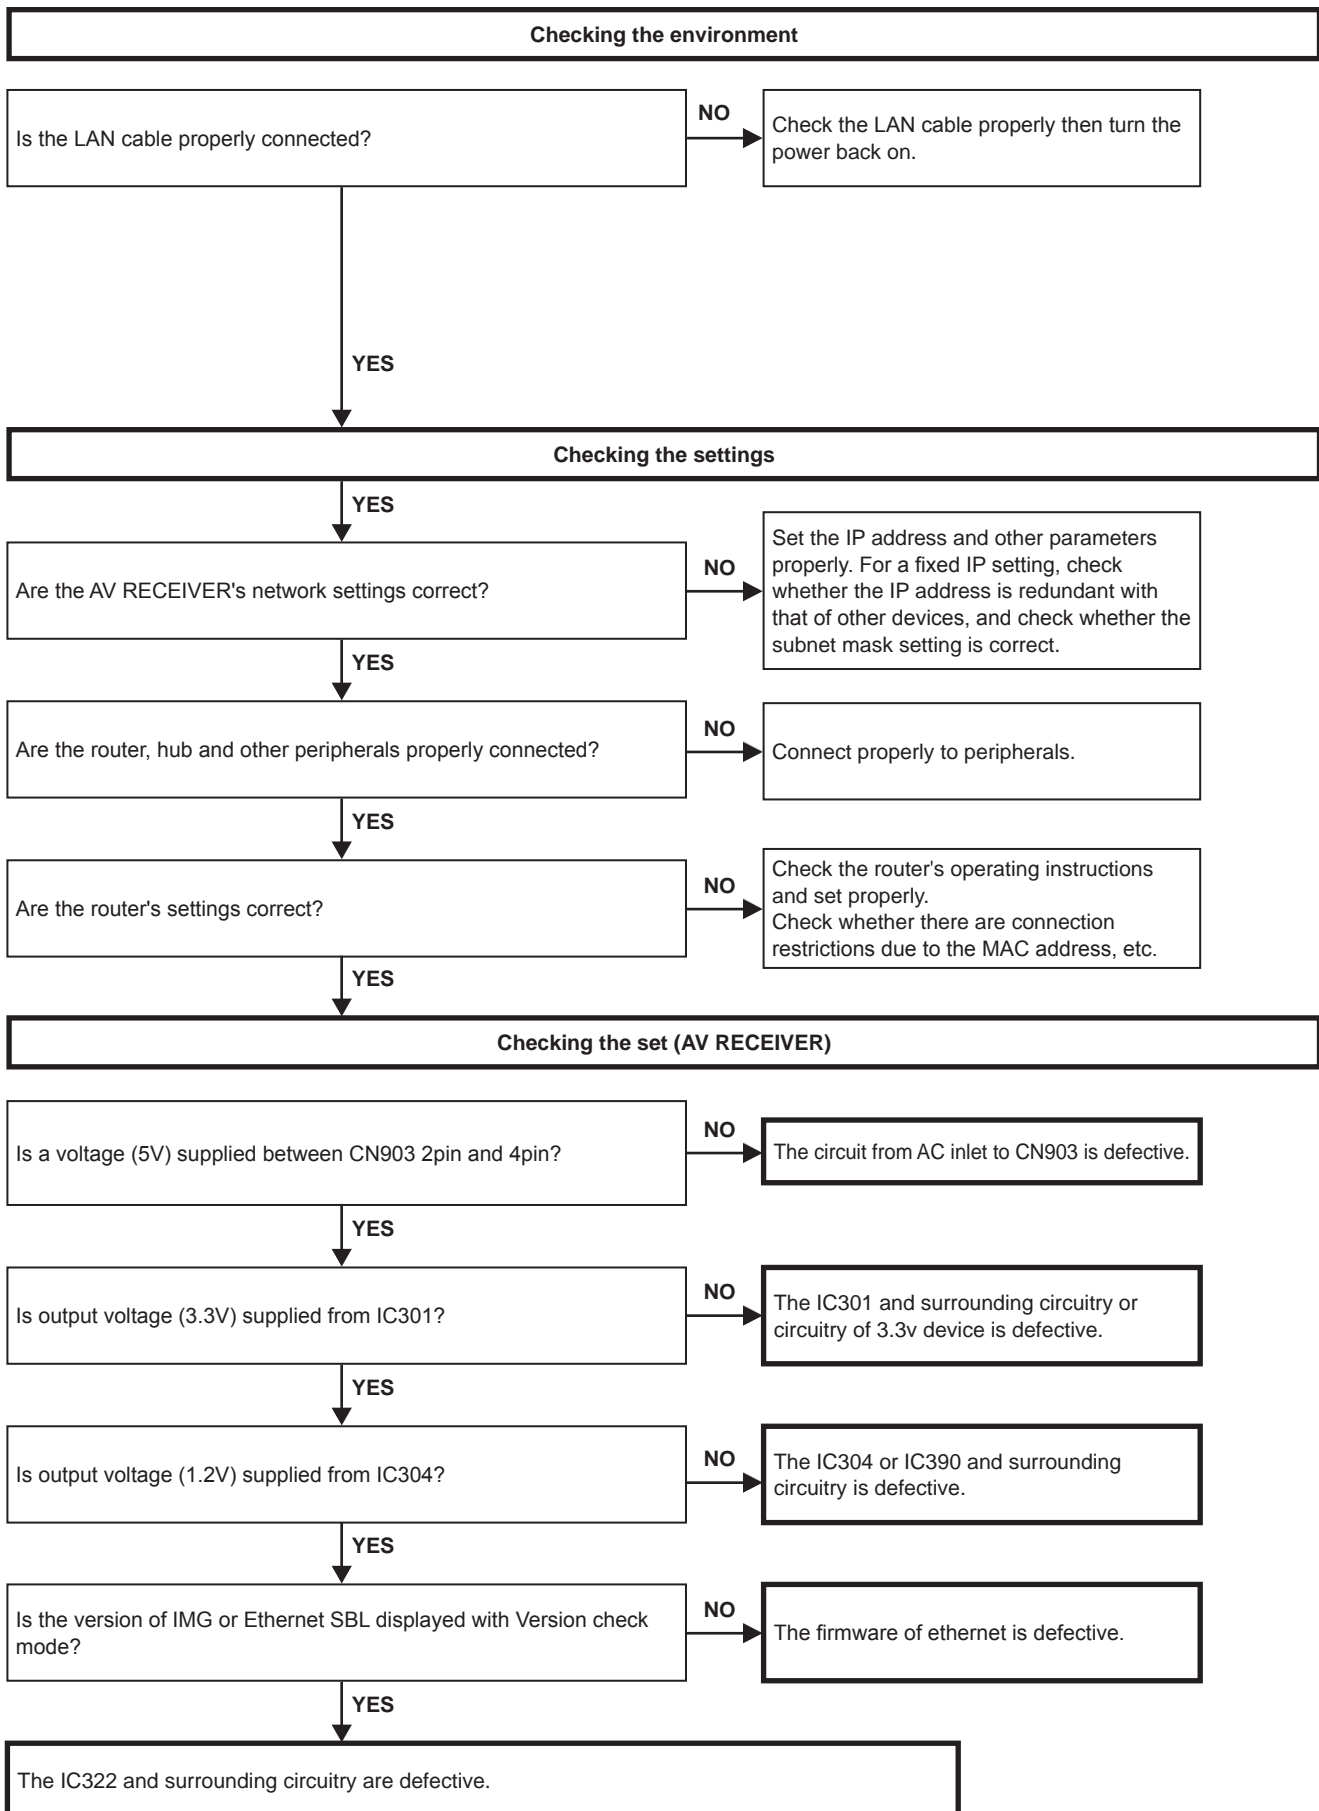 Checking the environment
Is the LAN cable properly connected?
NO
Check the LAN cable properly then turn the
power back on.
YES
Checking the settings
YES
Are the AV RECEIVER's network settings correct?
NO
Set the IP address and other parameters
properly. For a fixed IP setting, check
whether the IP address is redundant with
that of other devices, and check whether the
subnet mask setting is correct.
YES
Are the router, hub and other peripherals properly connected?
NO
Connect properly to peripherals.
YES
Are the router's settings correct?
NO
Check the router's operating instructions
and set properly.
Check whether there are connection
restrictions due to the MAC address, etc.
YES
Checking the set (AV RECEIVER)
Is a voltage (5V) supplied between CN903 2pin and 4pin?
NO
The circuit from AC inlet to CN903 is defective.
YES
Is output voltage (3.3V) supplied from IC301?
NO
The IC301 and surrounding circuitry or
circuitry of 3.3v device is defective.
YES
Is output voltage (1.2V) supplied from IC304?
NO
The IC304 or IC390 and surrounding
circuitry is defective.
YES
Is the version of IMG or Ethernet SBL displayed with Version check
mode?
NO
The firmware of ethernet is defective.
YES
The IC322 and surrounding circuitry are defective.